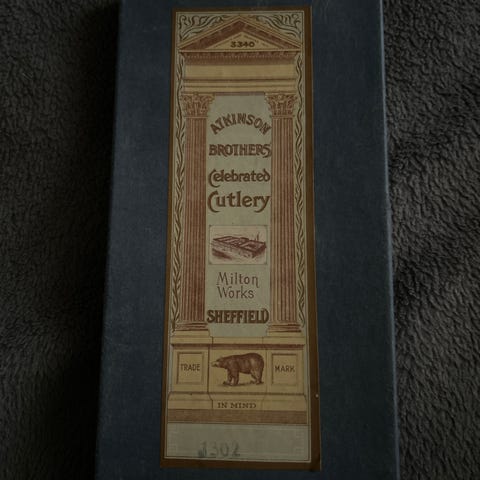 3340
ATKINSON
BROTHERS
Celebrated
Cutlery
Milton
Works
SHEFFIELD
TRADE MARK
IN MIND
1302